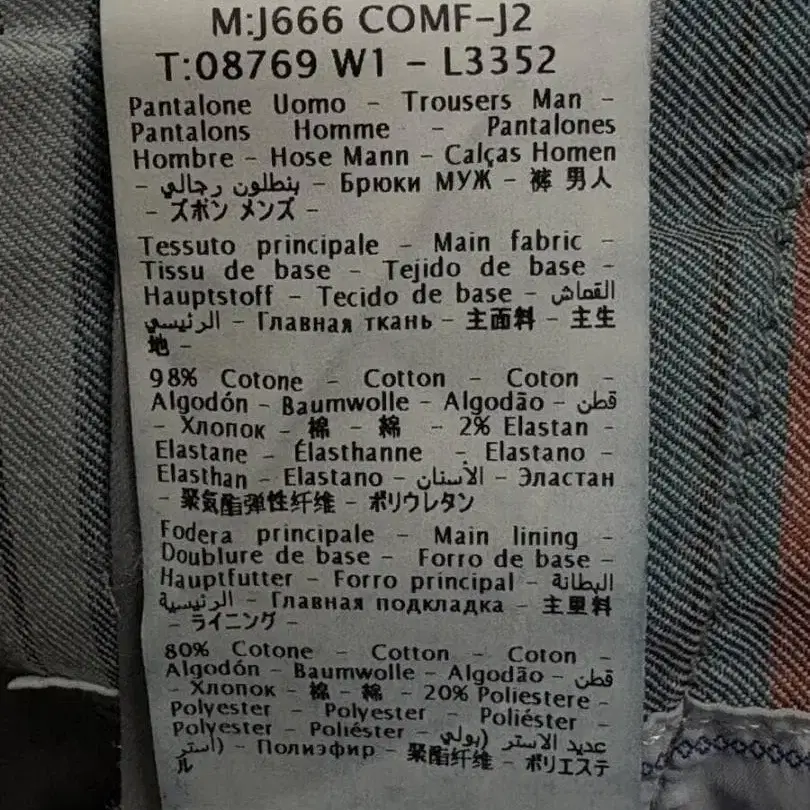 M:J666 COMF-J2
T:08769 W1 - L3352
Pantalone Uomo - Trousers Man -
Pantalons Homme - Pantalones
Hombre - Hose Mann - Calças Homen
- بنطلون رجالي - Брюки МУЖ - 裤 男人
- ズボン メンズ -
Tessuto principale - Main fabric -
Tissu de base - Tejido de base -
Hauptstoff - Tecido de base - القماش
الرئيسي - Главная ткань - 主面料 - 主生
地 -
98% Cotone - Cotton - Coton -
Algodón - Baumwolle - Algodão - قطن
- Хлопок - 棉 - 綿 - 2% Elastan -
Elastane - Élasthanne - Elastano -
Elasthan - Elastano - الأسنان - Эластан
- 聚氨酯弹性纤维 - ポリウレタン
Fodera principale - Main lining -
Doublure de base - Forro de base -
Hauptfutter - Forro principal - البطانة
الرئيسية - Главная подкладка - 主里料
- ライニング -
80% Cotone - Cotton - Coton -
Algodón - Baumwolle - Algodão - قطن
- Хлопок - 棉 - 綿 - 20% Poliestere -
Polyester - Polyester - Poliéster -
Polyester - Poliéster - عديد الاستر (بولي
أستر) - Полиэфир - 聚酯纤维 - ポリエステ
ル